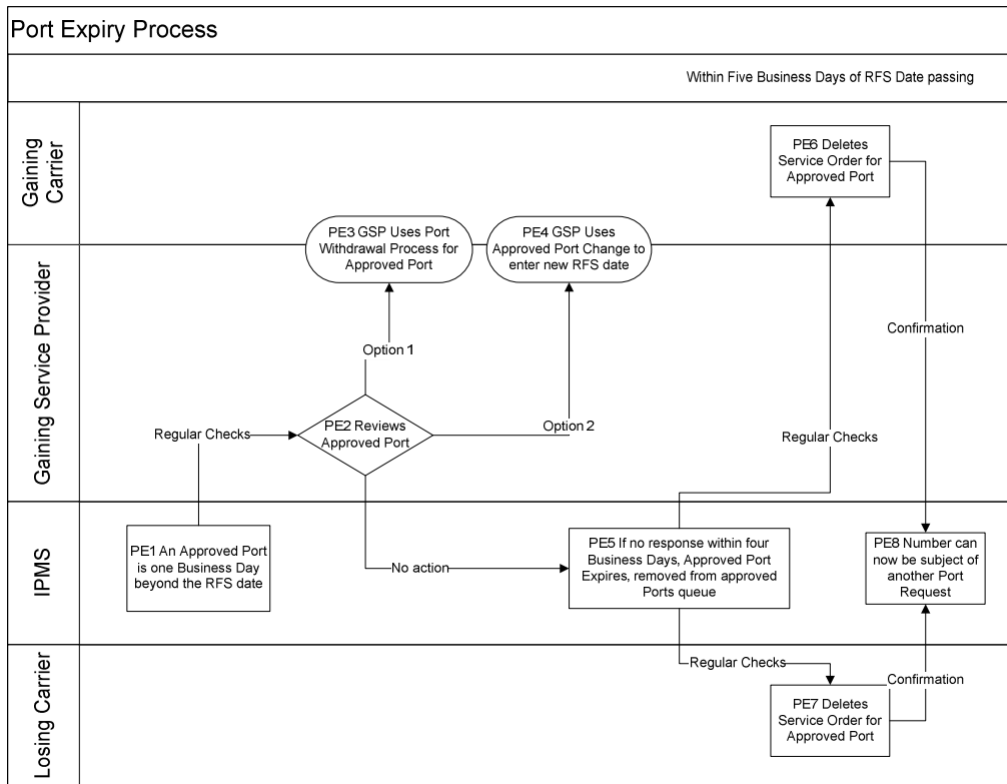 Port Expiry Process
Within Five Business Days of RFS Date passing
Gaining
Carrier
PE6 Deletes
Service Order for
Approved Port
PE3 GSP Uses Port
Withdrawal Process for
Approved Port
PE4 GSP Uses
Approved Port Change to
enter new RFS date
Gaining Service Provider
Confirmation
Option 1
Option 2
Regular Checks
PE2 Reviews
Approved Port
Regular Checks
IPMS
PE1 An Approved Port
is one Business Day
beyond the RFS date
No action
PE5 If no response within four
Business Days, Approved Port
Expires, removed from approved
Ports queue
PE8 Number can
now be subject of
another Port
Request
Losing Carrier
Regular Checks
Confirmation
PE7 Deletes
Service Order for
Approved Port